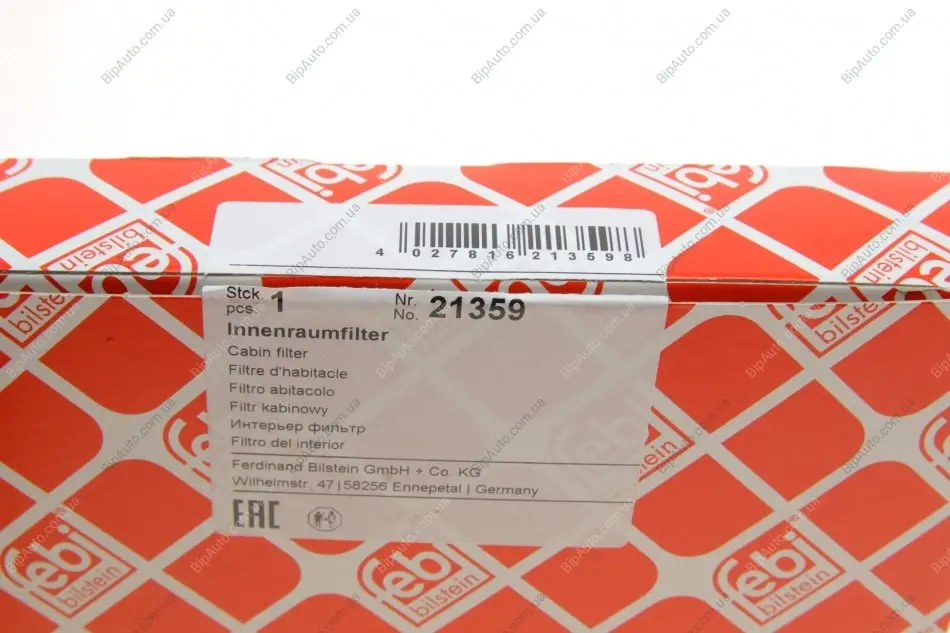 4 027816 213598
Stck. 1
pcs.
Nr. 21359
No.
Innenraumfilter
Cabin filter
Filtre d'habitacle
Filtro abitacolo
Filtr kabinowy
Интерьер фильтр
Filtro del interior
Ferdinand Bilstein GmbH + Co. KG
Wilhelmstr. 47 | 58256 Ennepetal | Germany
EAC
febi
bilstein
BipAuto.com.ua